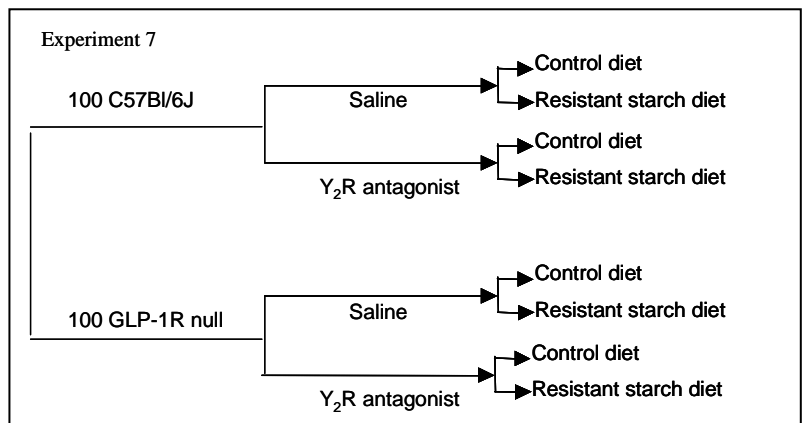 Experiment 7
Control diet
100 C57Bl/6J
Saline
Resistant starch diet
Control diet
Y₂R antagonist
Resistant starch diet
Control diet
100 GLP-1R null
Saline
Resistant starch diet
Control diet
Y₂R antagonist
Resistant starch diet